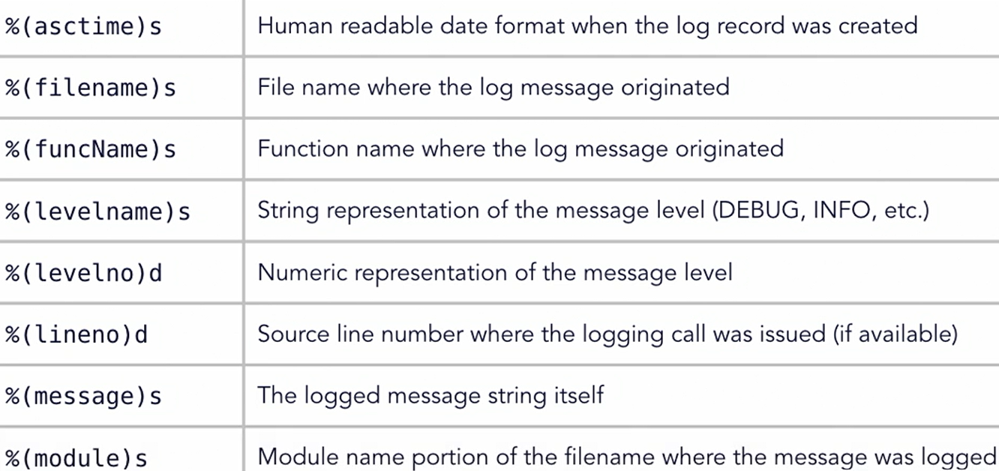 %(asctime)s Human readable date format when the log record was created
%(filename)s File name where the log message originated
%(funcName)s Function name where the log message originated
%(levelname)s String representation of the message level (DEBUG, INFO, etc.)
%(levelno)d Numeric representation of the message level
%(lineno)d Source line number where the logging call was issued (if available)
%(message)s The logged message string itself
%(module)s Module name portion of the filename where the message was logged